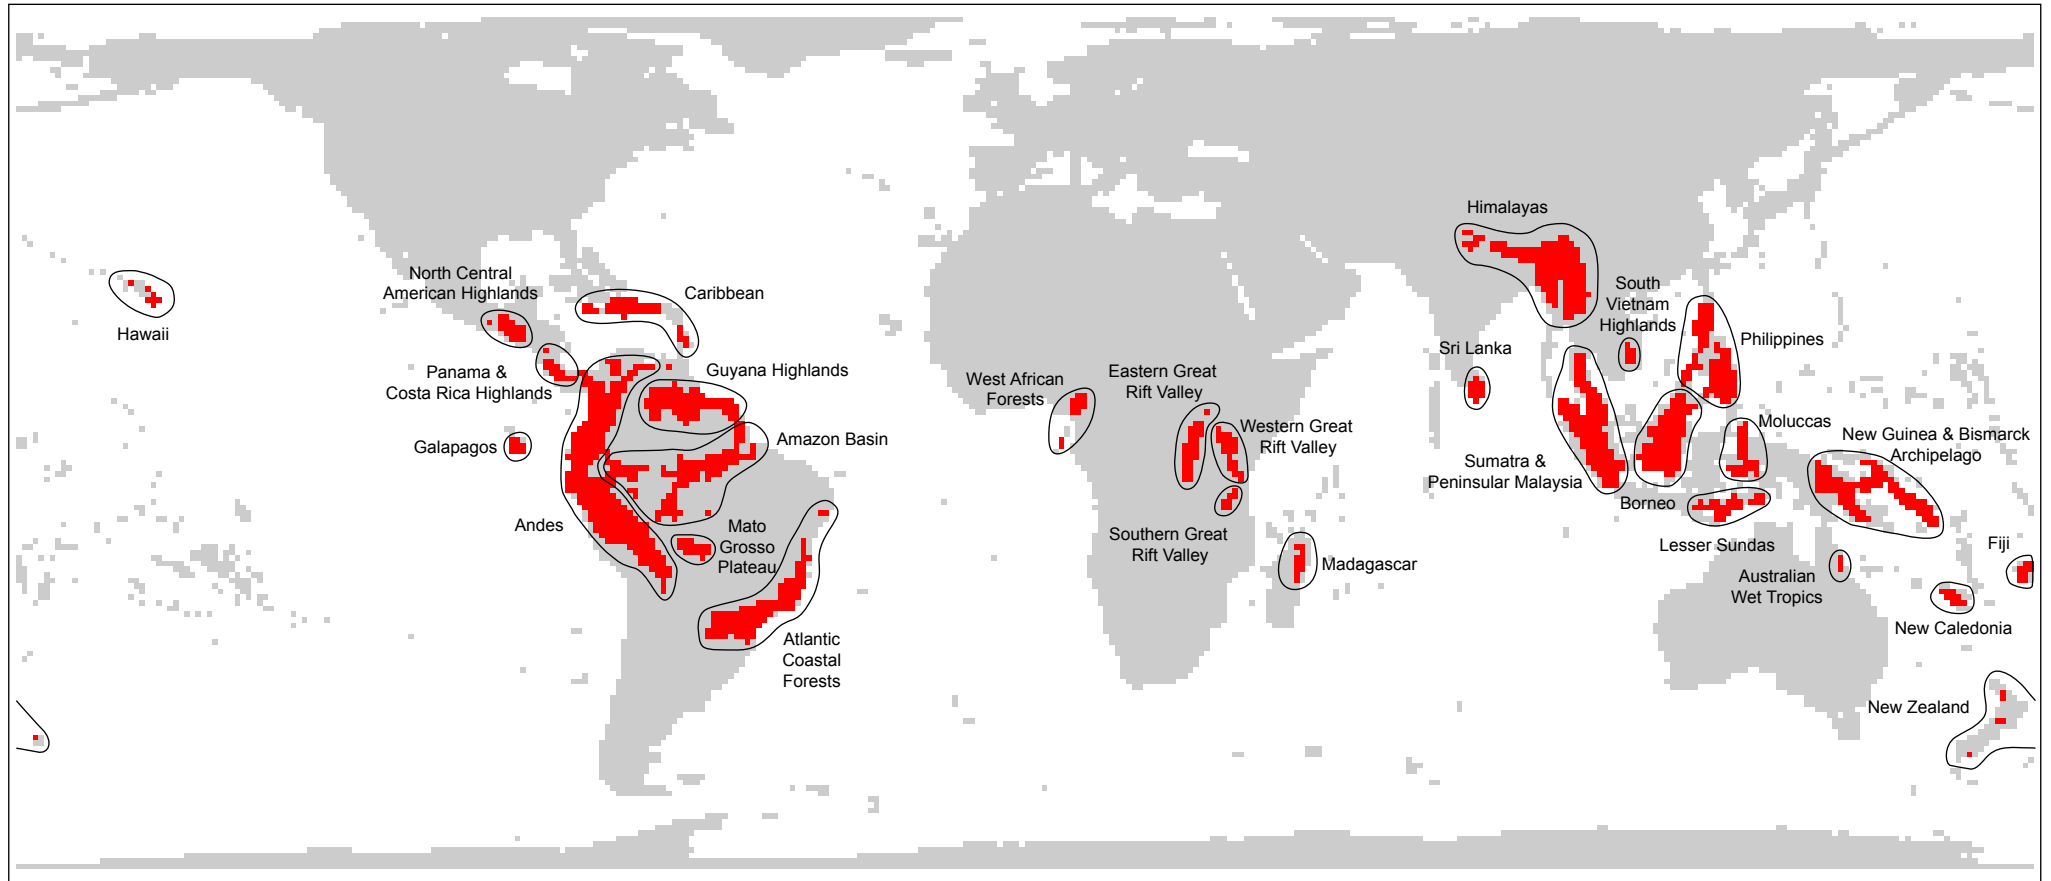 Himalayas
North Central
American Highlands
Caribbean
South
Vietnam
Highlands
Hawaii
Philippines
Sri Lanka
Panama &
Costa Rica Highlands
Guyana Highlands
West African
Forests
Eastern Great
Rift Valley
Western Great
Rift Valley
Galapagos
Amazon Basin
Moluccas
New Guinea & Bismarck
Archipelago
Sumatra &
Peninsular Malaysia
Borneo
Andes
Mato
Grosso
Plateau
Southern Great
Rift Valley
Lesser Sundas
Fiji
Madagascar
Australian
Wet Tropics
New Caledonia
Atlantic
Coastal
Forests
New Zealand